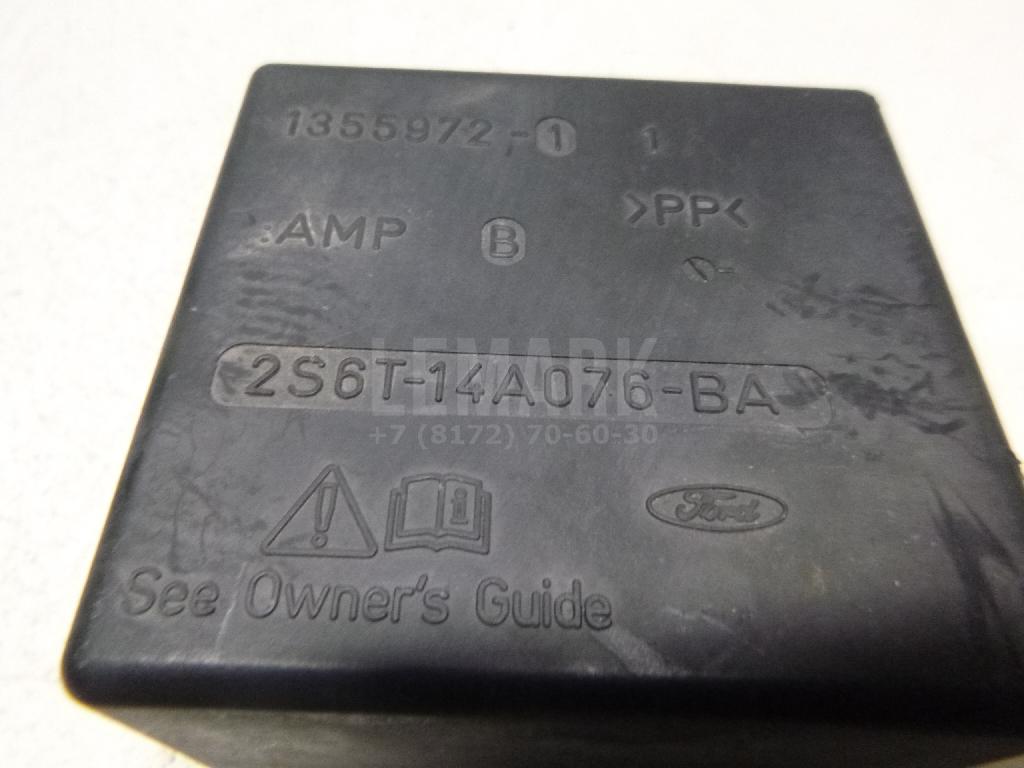 1355972-1 1
AMP B >PP<
2S6T-14A076-BA
LEMARK
+7 (8172) 70-60-30
i
Ford
See Owner's Guide